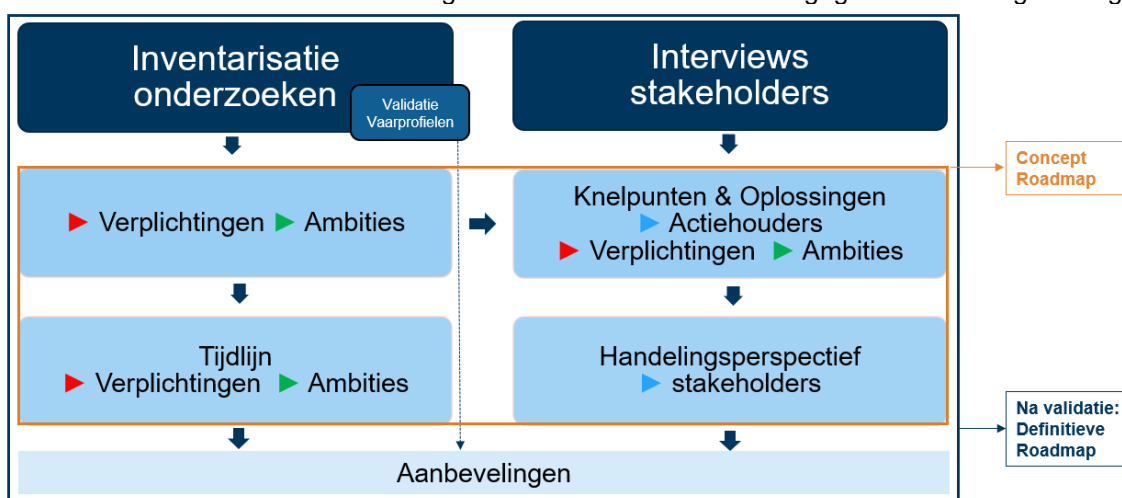 Inventarisatie
onderzoeken
Validatie
Vaarprofielen
Interviews
stakeholders
Concept
Roadmap
Verplichtingen Ambities
Knelpunten & Oplossingen
Actiehouders
Verplichtingen Ambities
Tijdlijn
Verplichtingen Ambities
Handelingsperspectief
stakeholders
Na validatie:
Definitieve
Roadmap
Aanbevelingen